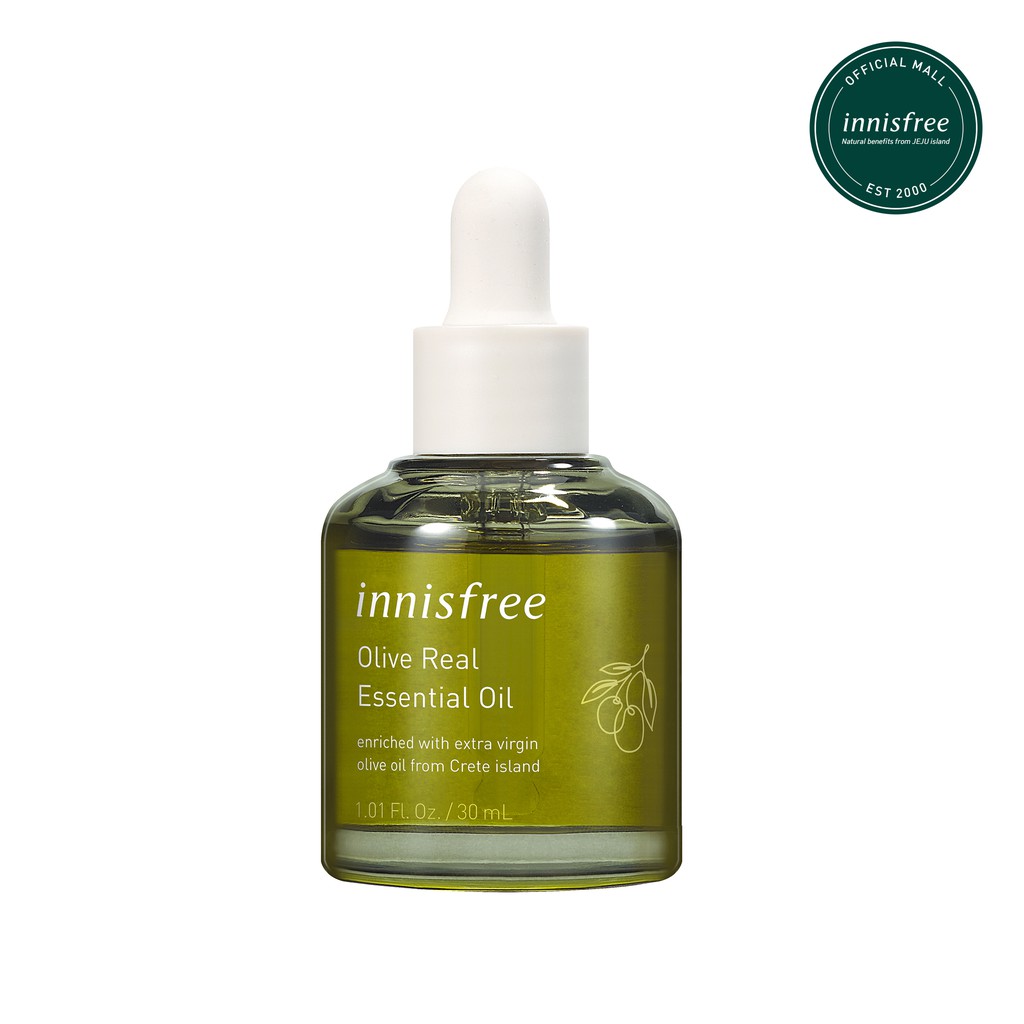 OFFICIAL MALL
innisfree
Natural benefits from JEJU island
EST 2000
innisfree
Olive Real
Essential Oil
enriched with extra virgin
olive oil from Crete island
1.01 Fl. Oz. / 30 mL